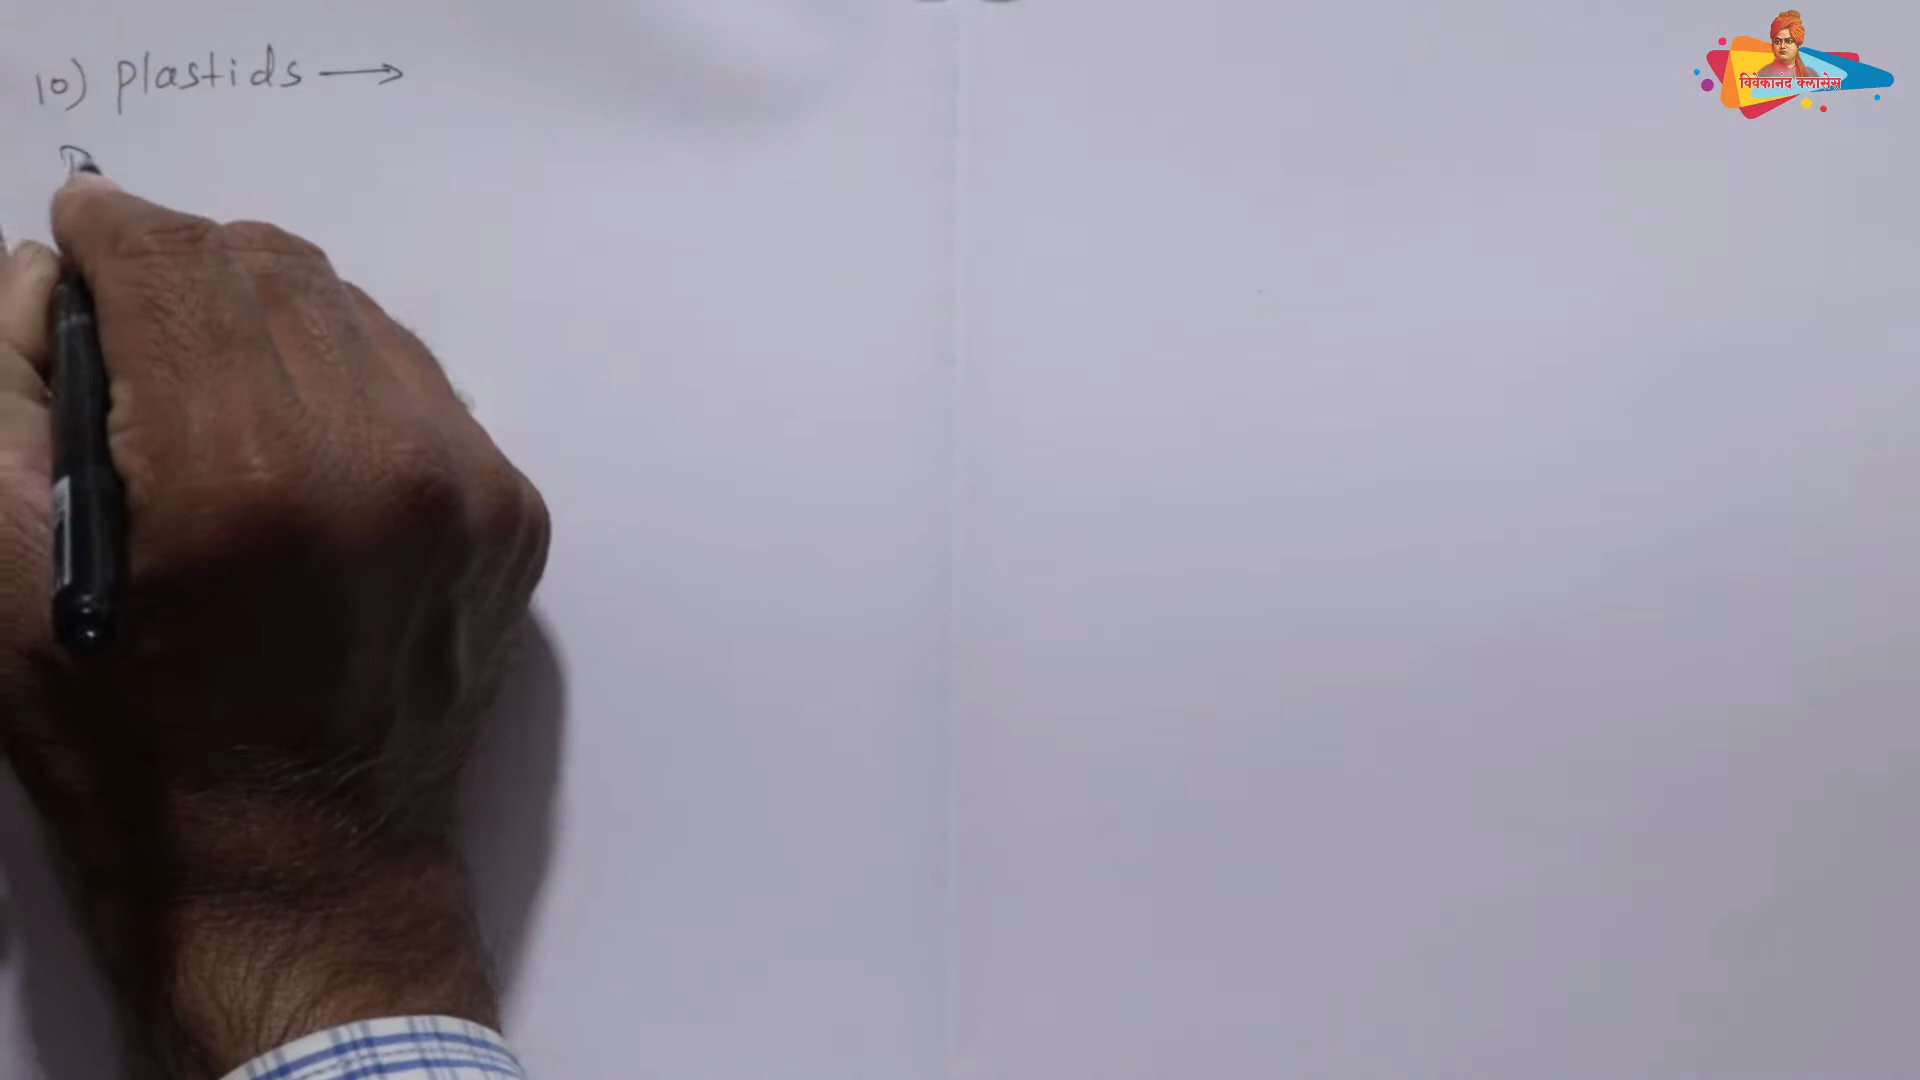 10) plastids →
विवेकानंद क्लासेस